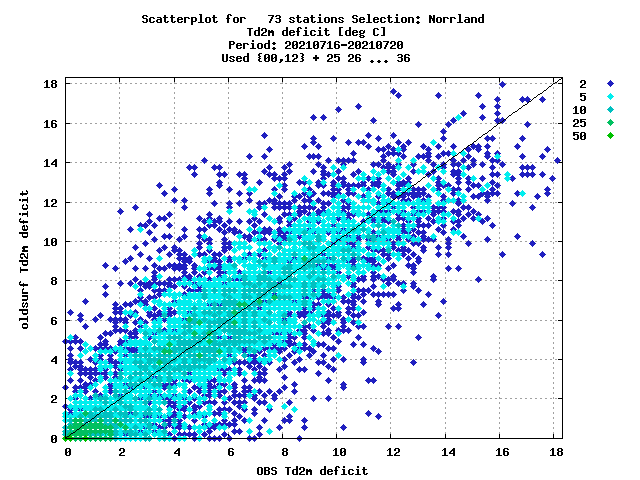 Scatterplot for   73 stations Selection: Norrland
Td2m deficit [deg C]
Period: 20210716-20210720
Used {00,12} + 25 26 ... 36
18
16
14
12
10
8
6
4
2
0
oldsurf Td2m deficit
0 2 4 6 8 10 12 14 16 18
OBS Td2m deficit
2
5
10
25
50